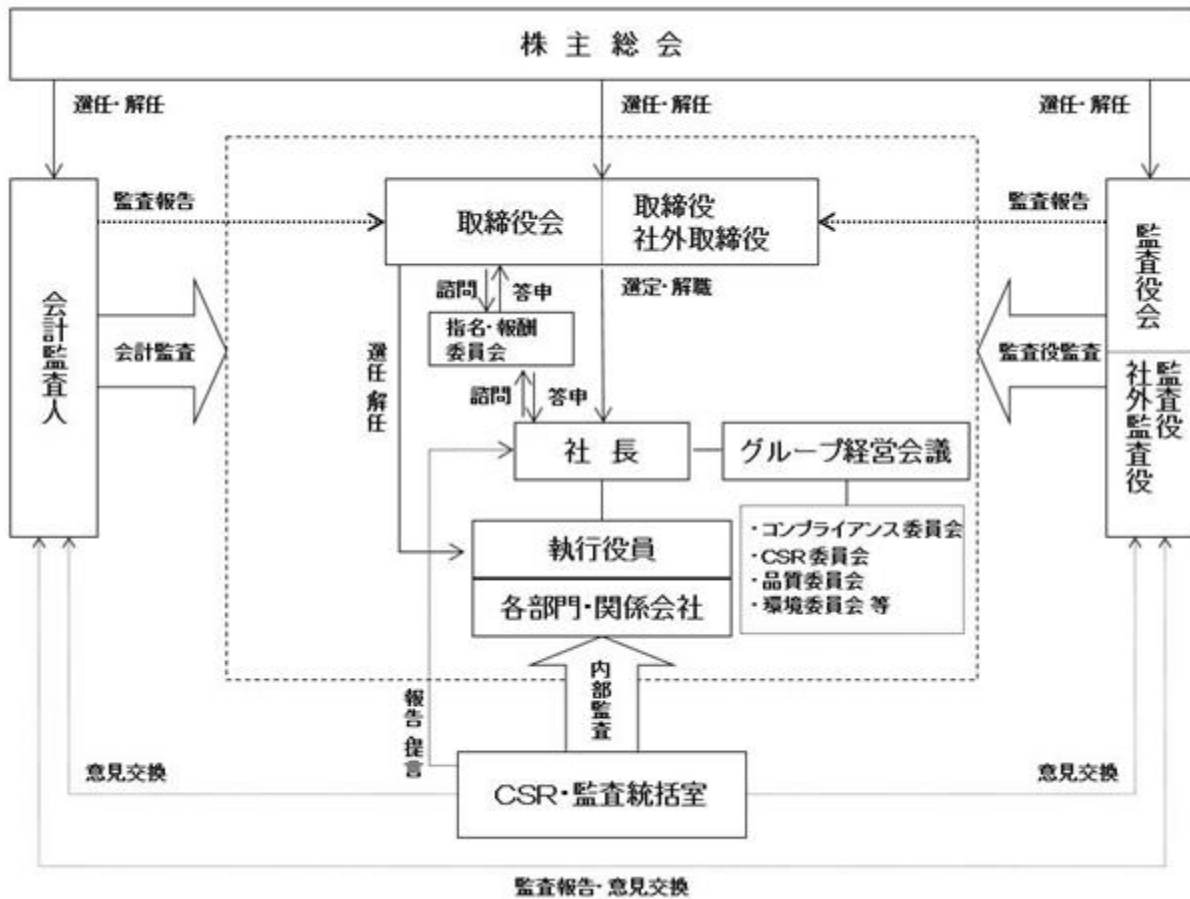 株主総会
選任・解任
選任・解任
選任・解任
監査報告
取締役会
取締役
社外取締役
監査報告
監査役会
監査役
社外監査役
会計監査人
諮問
答申
選定・解職
指名・報酬
委員会
会計監査
選任・解任
監査役監査
諮問
答申
社長
グループ経営会議
・コンプライアンス委員会
・CSR委員会
・品質委員会
・環境委員会 等
執行役員
各部門・関係会社
内部監査
報告・提言
意見交換
CSR・監査統括室
意見交換
監査報告・意見交換